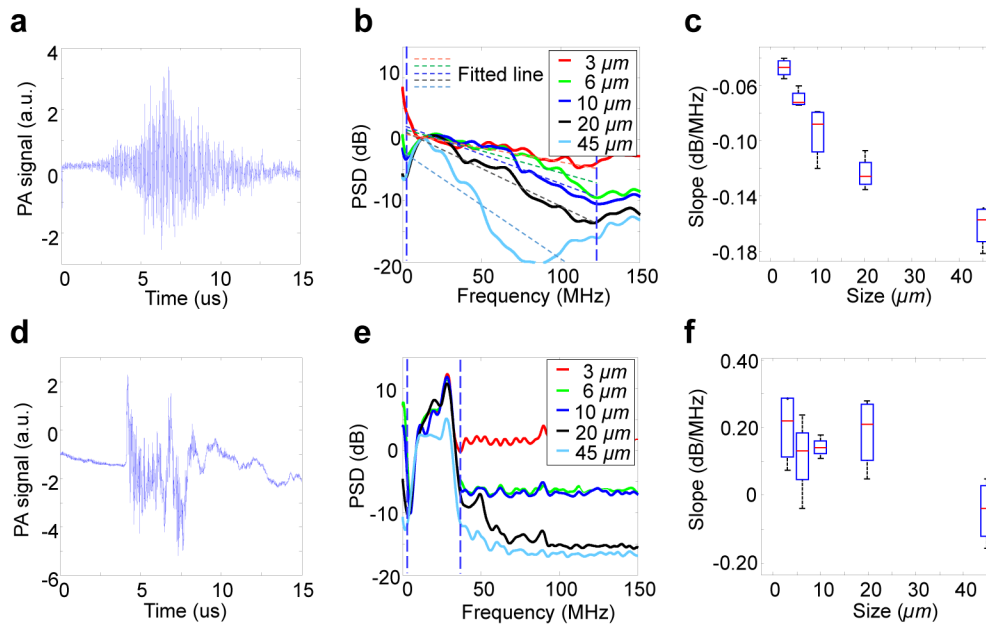 a
PA signal (a.u.)
4
2
0
-2
0 5 10 15
Time (us)
b
PSD (dB)
10
0
-10
-20
Fitted line
3 µm
6 µm
10 µm
20 µm
45 µm
0 50 100 150
Frequency (MHz)
c
Slope (dB/MHz)
-0.06
-0.10
-0.14
-0.18
0 10 20 30 40
Size (µm)
d
PA signal (a.u.)
2
0
-2
-4
-6
0 5 10 15
Time (us)
e
PSD (dB)
10
0
-10
-20
3 µm
6 µm
10 µm
20 µm
45 µm
0 50 100 150
Frequency (MHz)
f
Slope (dB/MHz)
0.40
0.20
0
-0.20
0 10 20 30 40
Size (µm)